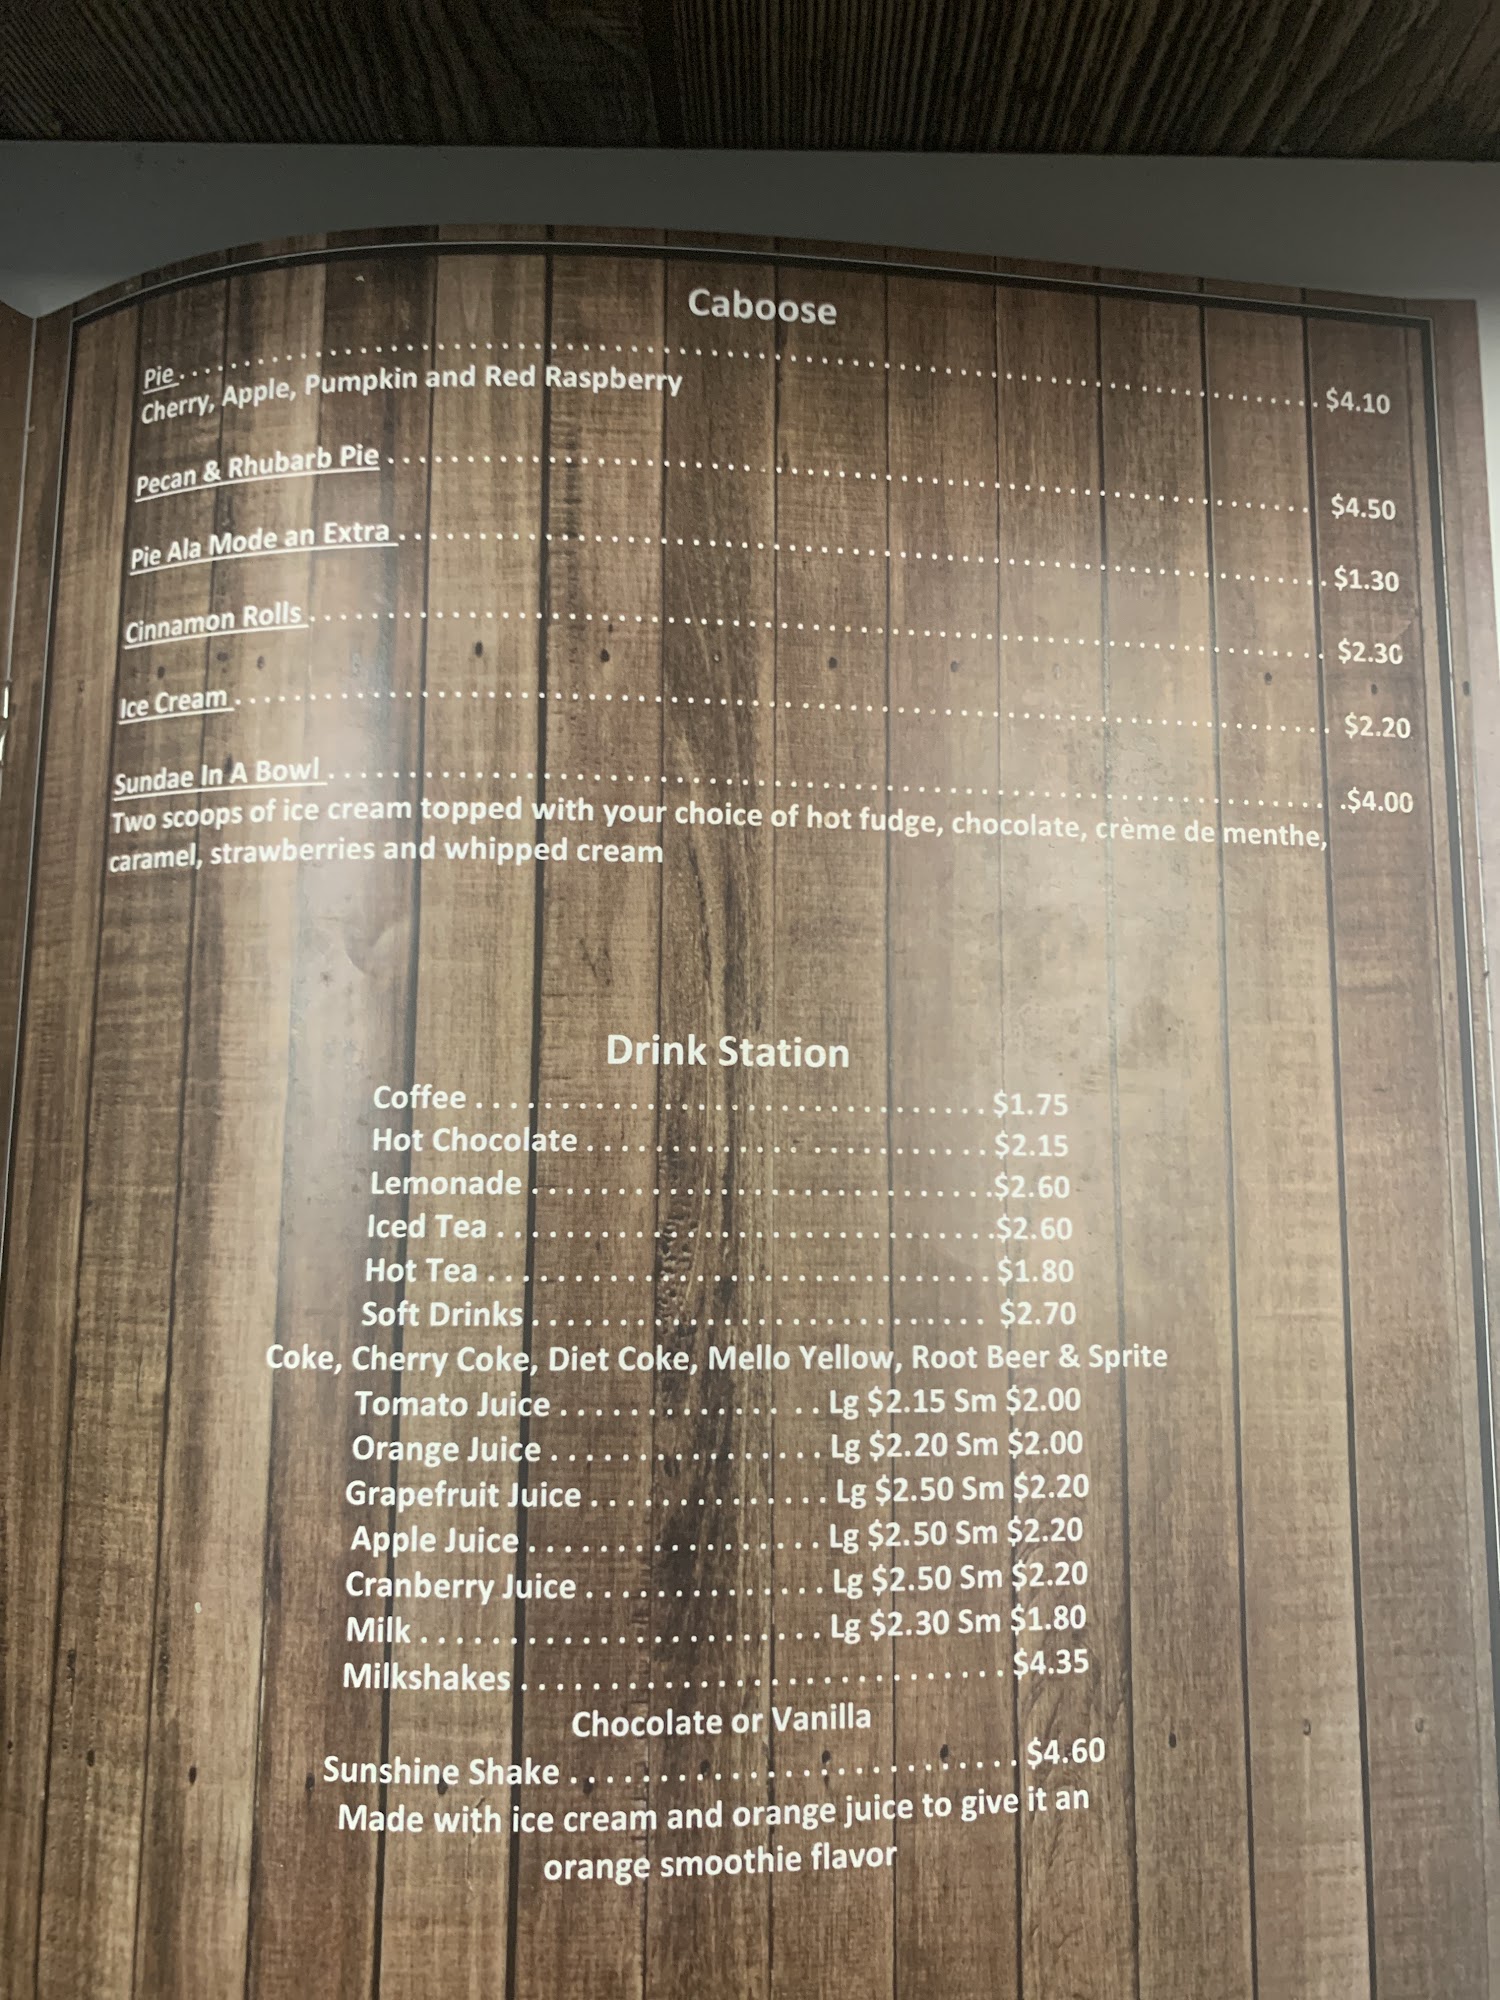 Caboose
Pie . . . . . . . . . . . . . . . . . . . . $4.10
Cherry, Apple, Pumpkin and Red Raspberry
Pecan & Rhubarb Pie . . . . . . . . . . . . . . . . . . . . $4.50
Pie Ala Mode an Extra . . . . . . . . . . . . . . . . . . . . $1.30
Cinnamon Rolls . . . . . . . . . . . . . . . . . . . . $2.30
Ice Cream . . . . . . . . . . . . . . . . . . . . $2.20
Sundae In A Bowl . . . . . . . . . . . . . . . . . . . . .$4.00
Two scoops of ice cream topped with your choice of hot fudge, chocolate, crème de menthe,
caramel, strawberries and whipped cream
Drink Station
Coffee . . . . . . . . . . . . . . . . . . . . $1.75
Hot Chocolate . . . . . . . . . . . . . . . . . . . . $2.15
Lemonade . . . . . . . . . . . . . . . . . . . . .$2.60
Iced Tea . . . . . . . . . . . . . . . . . . . . .$2.60
Hot Tea . . . . . . . . . . . . . . . . . . . . $1.80
Soft Drinks . . . . . . . . . . . . . . . . . . . . $2.70
Coke, Cherry Coke, Diet Coke, Mello Yellow, Root Beer & Sprite
Tomato Juice . . . . . . . . . . . . . . . Lg $2.15 Sm $2.00
Orange Juice . . . . . . . . . . . . . . . Lg $2.20 Sm $2.00
Grapefruit Juice . . . . . . . . . . . . . . Lg $2.50 Sm $2.20
Apple Juice . . . . . . . . . . . . . . . . . Lg $2.50 Sm $2.20
Cranberry Juice . . . . . . . . . . . . . . Lg $2.50 Sm $2.20
Milk . . . . . . . . . . . . . . . . . . . . Lg $2.30 Sm $1.80
Milkshakes . . . . . . . . . . . . . . . . . . . . $4.35
Chocolate or Vanilla
Sunshine Shake . . . . . . . . . . . . . . . . . . . . $4.60
Made with ice cream and orange juice to give it an
orange smoothie flavor